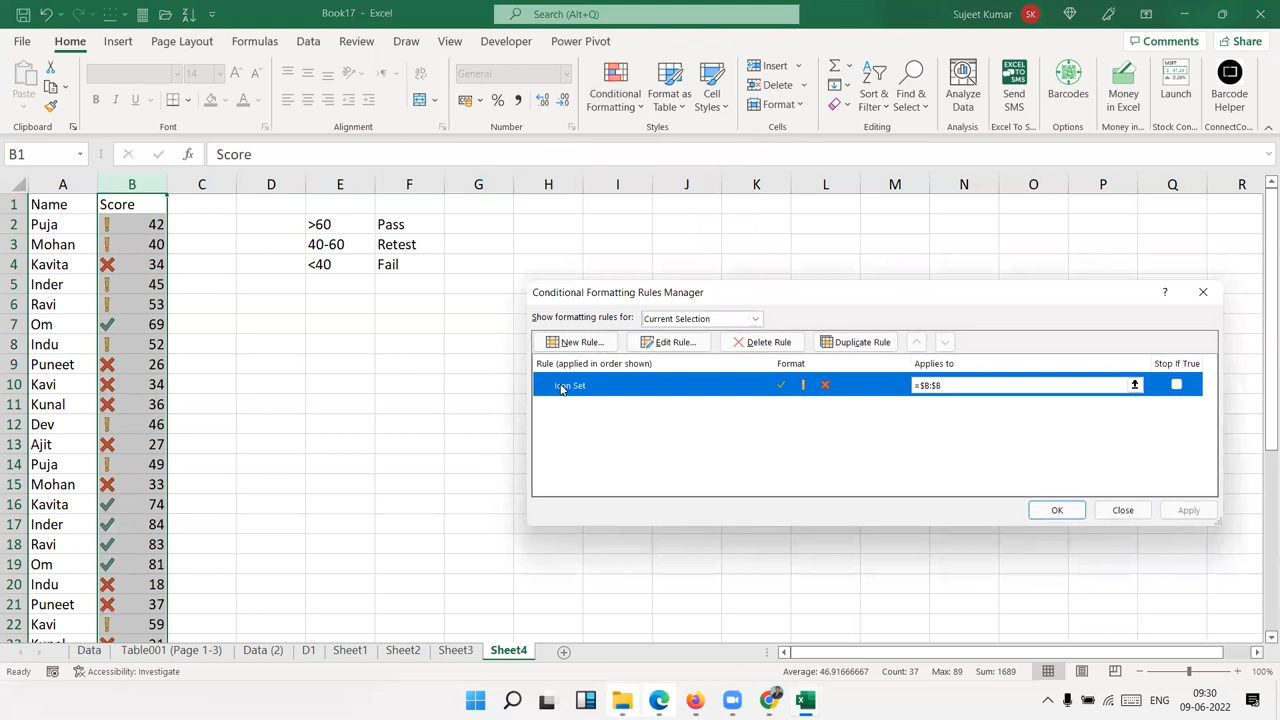 Book17 - Excel
Search (Alt+Q)
Sujeet Kumar
SK
File
Home
Insert
Page Layout
Formulas
Data
Review
Draw
View
Developer
Power Pivot
Comments
Share
Paste
Clipboard
14
B I U
Font
Alignment
General
Number
Conditional Formatting
Format as Table
Cell Styles
Styles
Insert
Delete
Format
Cells
Sort & Filter
Find & Select
Editing
Analyze Data
Analysis
Send SMS
Excel To S...
Barcodes
Options
Money in Excel
Money in...
Launch
Stock Con...
Barcode Helper
ConnectCo...
B1
fx
Score
A B C D E F G H I J K L M N O P Q R
1 Name Score
2 Puja 42 >60 Pass
3 Mohan 40 40-60 Retest
4 Kavita 34 <40 Fail
5 Inder 45
6 Ravi 53
7 Om 69
8 Indu 52
9 Puneet 26
10 Kavi 34
11 Kunal 36
12 Dev 46
13 Ajit 27
14 Puja 49
15 Mohan 33
16 Kavita 74
17 Inder 84
18 Ravi 83
19 Om 81
20 Indu 18
21 Puneet 37
22 Kavi 59
Conditional Formatting Rules Manager
?
Show formatting rules for: Current Selection
New Rule...
Edit Rule...
Delete Rule
Duplicate Rule
Rule (applied in order shown) Format Applies to Stop If True
Icon Set =$B:$B
OK
Close
Apply
Data
Table001 (Page 1-3)
Data (2)
D1
Sheet1
Sheet2
Sheet3
Sheet4
Ready
Accessibility: Investigate
Average: 46.91666667 Count: 37 Max: 89 Sum: 1689
100%
ENG
09:30
09-06-2022